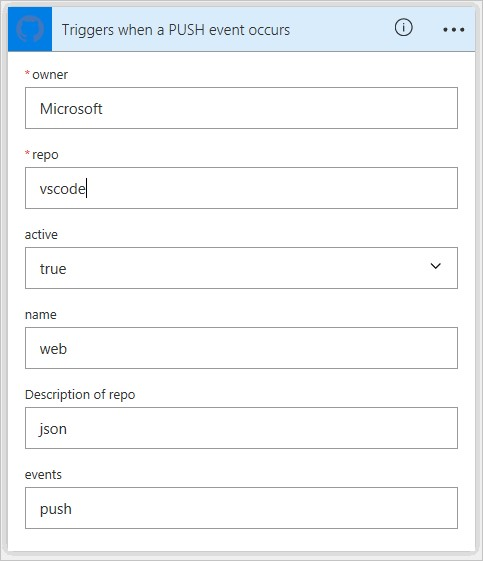 Triggers when a PUSH event occurs
* owner
Microsoft
* repo
vscode
active
true
name
web
Description of repo
json
events
push